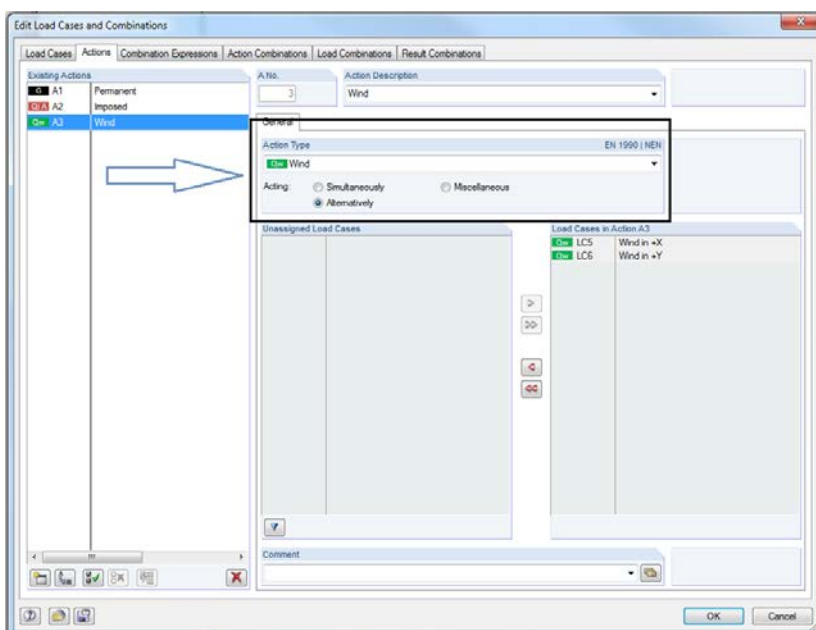 Edit Load Cases and Combinations
Load Cases Actions Combination Expressions Action Combinations Load Combinations Result Combinations
Existing Actions
G A1 Permanent
Qi A A2 Imposed
Qw A3 Wind
A No. Action Description
3 Wind
General
Action Type EN 1990 | NEN
Qw Wind
Acting: Simultaneously Miscellaneous
Alternatively
Unassigned Load Cases Load Cases in Action A3
Qw LC5 Wind in +X
Qw LC6 Wind in +Y
Comment
OK Cancel